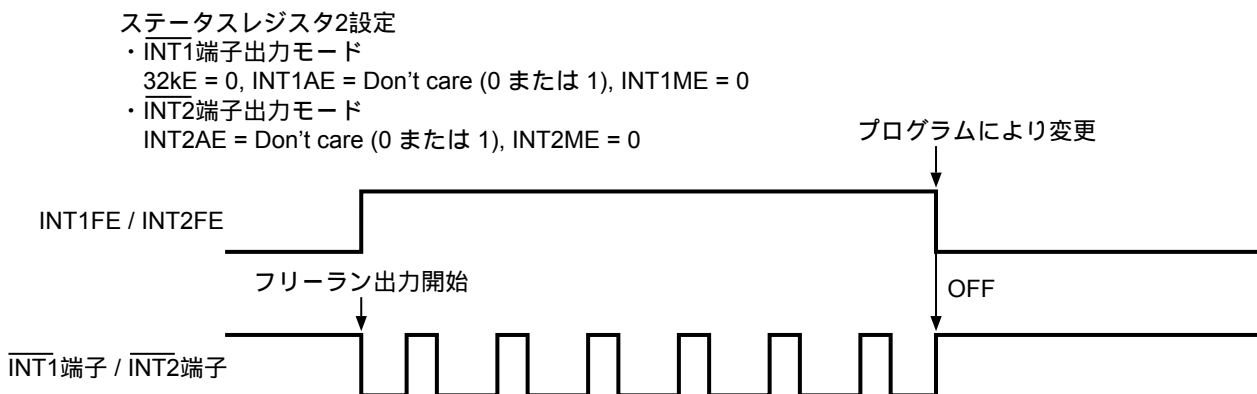 ステータスレジスタ2設定
・INT1端子出力モード
32kE = 0, INT1AE = Don't care (0 または 1), INT1ME = 0
・INT2端子出力モード
INT2AE = Don't care (0 または 1), INT2ME = 0
プログラムにより変更
INT1FE / INT2FE
フリーラン出力開始
OFF
INT1端子 / INT2端子